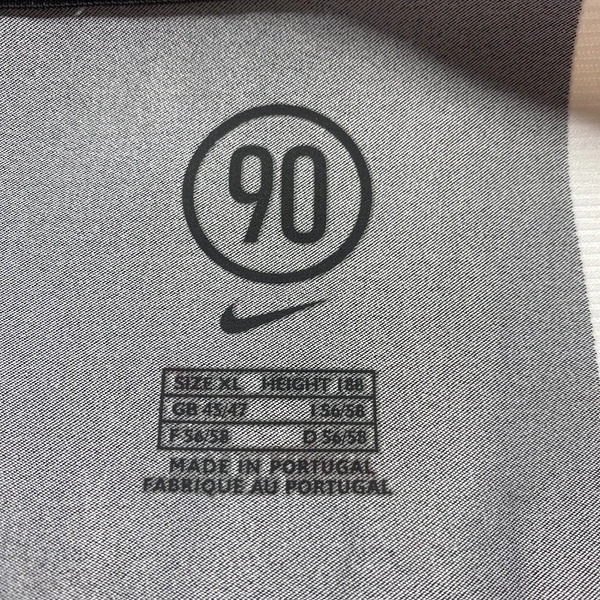 90
SIZE XL HEIGHT 188
GB 45/47 I 56/58
F 56/58 D 56/58
MADE IN PORTUGAL
FABRIQUE AU PORTUGAL